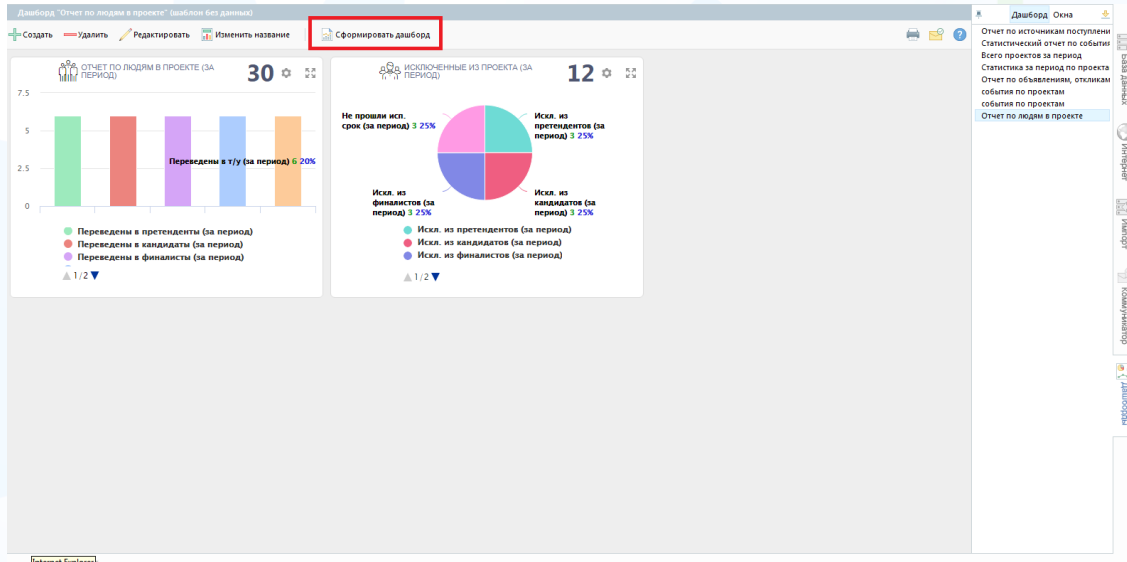 Дашборд "Отчет по людям в проекте" (шаблон без данных)
Создать Удалить Редактировать Изменить название Сформировать дашборд
ОТЧЕТ ПО ЛЮДЯМ В ПРОЕКТЕ (ЗА ПЕРИОД)
30
7.5
5
2.5
0
Переведены в т/у (за период) 6 20%
Переведены в претенденты (за период)
Переведены в кандидаты (за период)
Переведены в финалисты (за период)
1/2
ИСКЛЮЧЕННЫЕ ИЗ ПРОЕКТА (ЗА ПЕРИОД)
12
Не прошли исп.
срок (за период) 3 25%
Искл. из
претендентов (за
период) 3 25%
Искл. из
финалистов (за
период) 3 25%
Искл. из
кандидатов (за
период) 3 25%
Искл. из претендентов (за период)
Искл. из кандидатов (за период)
Искл. из финалистов (за период)
1/2
Дашборд Окна
Отчет по источникам поступлени
Статистический отчет по события
Всего проектов за период
Статистика за период по проекта
Отчет по объявлениям, откликам
события по проектам
события по проектам
Отчет по людям в проекте
База данных
Интернет
Импорт
Коммуникатор
Дашборды
Internet Explorer